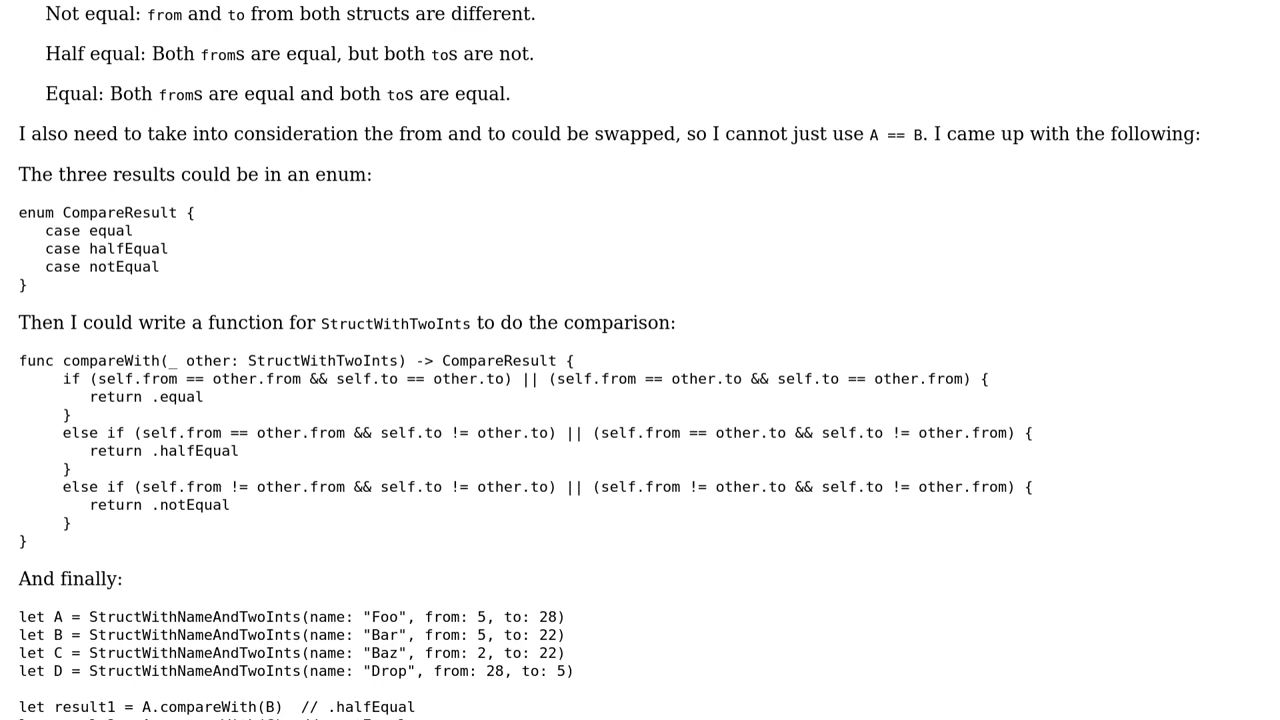 Not equal: from and to from both structs are different.
Half equal: Both froms are equal, but both tos are not.
Equal: Both froms are equal and both tos are equal.
I also need to take into consideration the from and to could be swapped, so I cannot just use A == B. I came up with the following:
The three results could be in an enum:
enum CompareResult {
   case equal
   case halfEqual
   case notEqual
}
Then I could write a function for StructWithTwoInts to do the comparison:
func compareWith(_ other: StructWithTwoInts) -> CompareResult {
     if (self.from == other.from && self.to == other.to) || (self.from == other.to && self.to == other.from) {
        return .equal
     }
     else if (self.from == other.from && self.to != other.to) || (self.from == other.to && self.to != other.from) {
        return .halfEqual
     }
     else if (self.from != other.from && self.to != other.to) || (self.from != other.to && self.to != other.from) {
        return .notEqual
     }
}
And finally:
let A = StructWithNameAndTwoInts(name: "Foo", from: 5, to: 28)
let B = StructWithNameAndTwoInts(name: "Bar", from: 5, to: 22)
let C = StructWithNameAndTwoInts(name: "Baz", from: 2, to: 22)
let D = StructWithNameAndTwoInts(name: "Drop", from: 28, to: 5)
let result1 = A.compareWith(B)  // .halfEqual